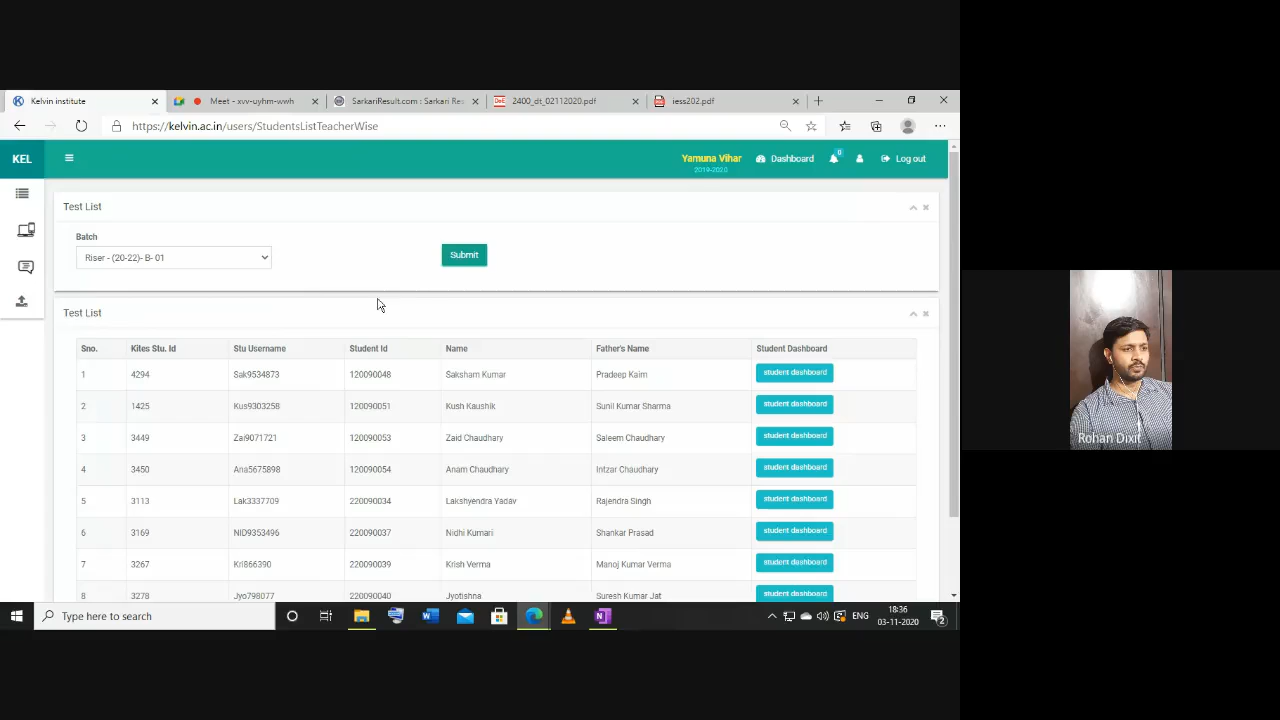 Kelvin institute
Meet - xvv-uyhm-wwh
SarkariResult.com : Sarkari Res
2400_dt_02112020.pdf
iess202.pdf
https://kelvin.ac.in/users/StudentsListTeacherWise
KEL
Yamuna Vihar
2019-2020
Dashboard
0
Log out
Test List
Batch
Riser - (20-22)- B- 01
Submit
Test List
Sno. Kites Stu. Id Stu Username Student Id Name Father's Name Student Dashboard
1 4294 Sak9534873 120090048 Saksham Kumar Pradeep Kaim student dashboard
2 1425 Kus9303258 120090051 Kush Kaushik Sunil Kumar Sharma student dashboard
3 3449 Zai9071721 120090053 Zaid Chaudhary Saleem Chaudhary student dashboard
4 3450 Ana5675898 120090054 Anam Chaudhary Intzar Chaudhary student dashboard
5 3113 Lak3337709 220090034 Lakshyendra Yadav Rajendra Singh student dashboard
6 3169 NID9353496 220090037 Nidhi Kumari Shankar Prasad student dashboard
7 3267 Kri866390 220090039 Krish Verma Manoj Kumar Verma student dashboard
8 3278 Jyo798077 220090040 Jyotishna Suresh Kumar Jat student dashboard
Rohan Dixit
Type here to search
ENG
18:36
03-11-2020
2